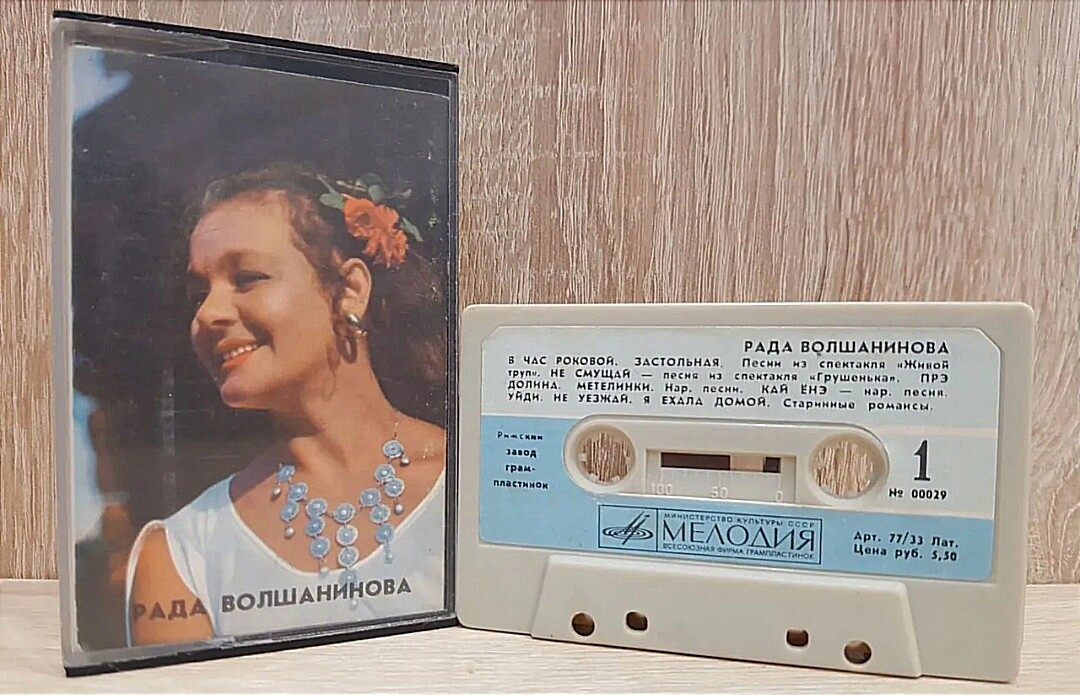 РАДА ВОЛШАНИНОВА
РАДА ВОЛШАНИНОВА
В ЧАС РОКОВОЙ. ЗАСТОЛЬНАЯ. Песни из спектакля «Живой
труп». НЕ СМУЩАЙ — песня из спектакля «Грушенька». ПРЭ
ДОЛИНА. МЕТЕЛИНКИ. Нар. песни. КАЙ ЁНЭ — нар. песня.
УЙДИ. НЕ УЕЗЖАЙ. Я ЕХАЛА ДОМОЙ. Старинные романсы.
Рижский
завод
грам-
пластинок
1
№ 00029
100 50 0
МИНИСТЕРСТВО КУЛЬТУРЫ СССР
МЕЛОДИЯ
ВСЕСОЮЗНАЯ ФИРМА ГРАМПЛАСТИНОК
Арт. 77/33 Лат.
Цена руб. 5,50